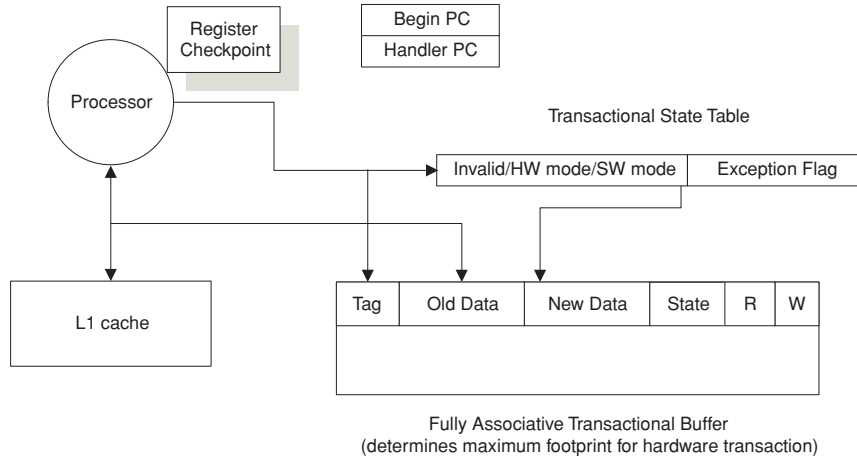 Register
Checkpoint
Begin PC
Handler PC
Processor
Transactional State Table
Invalid/HW mode/SW mode
Exception Flag
Tag
Old Data
New Data
State
R
W
L1 cache
Fully Associative Transactional Buffer
(determines maximum footprint for hardware transaction)